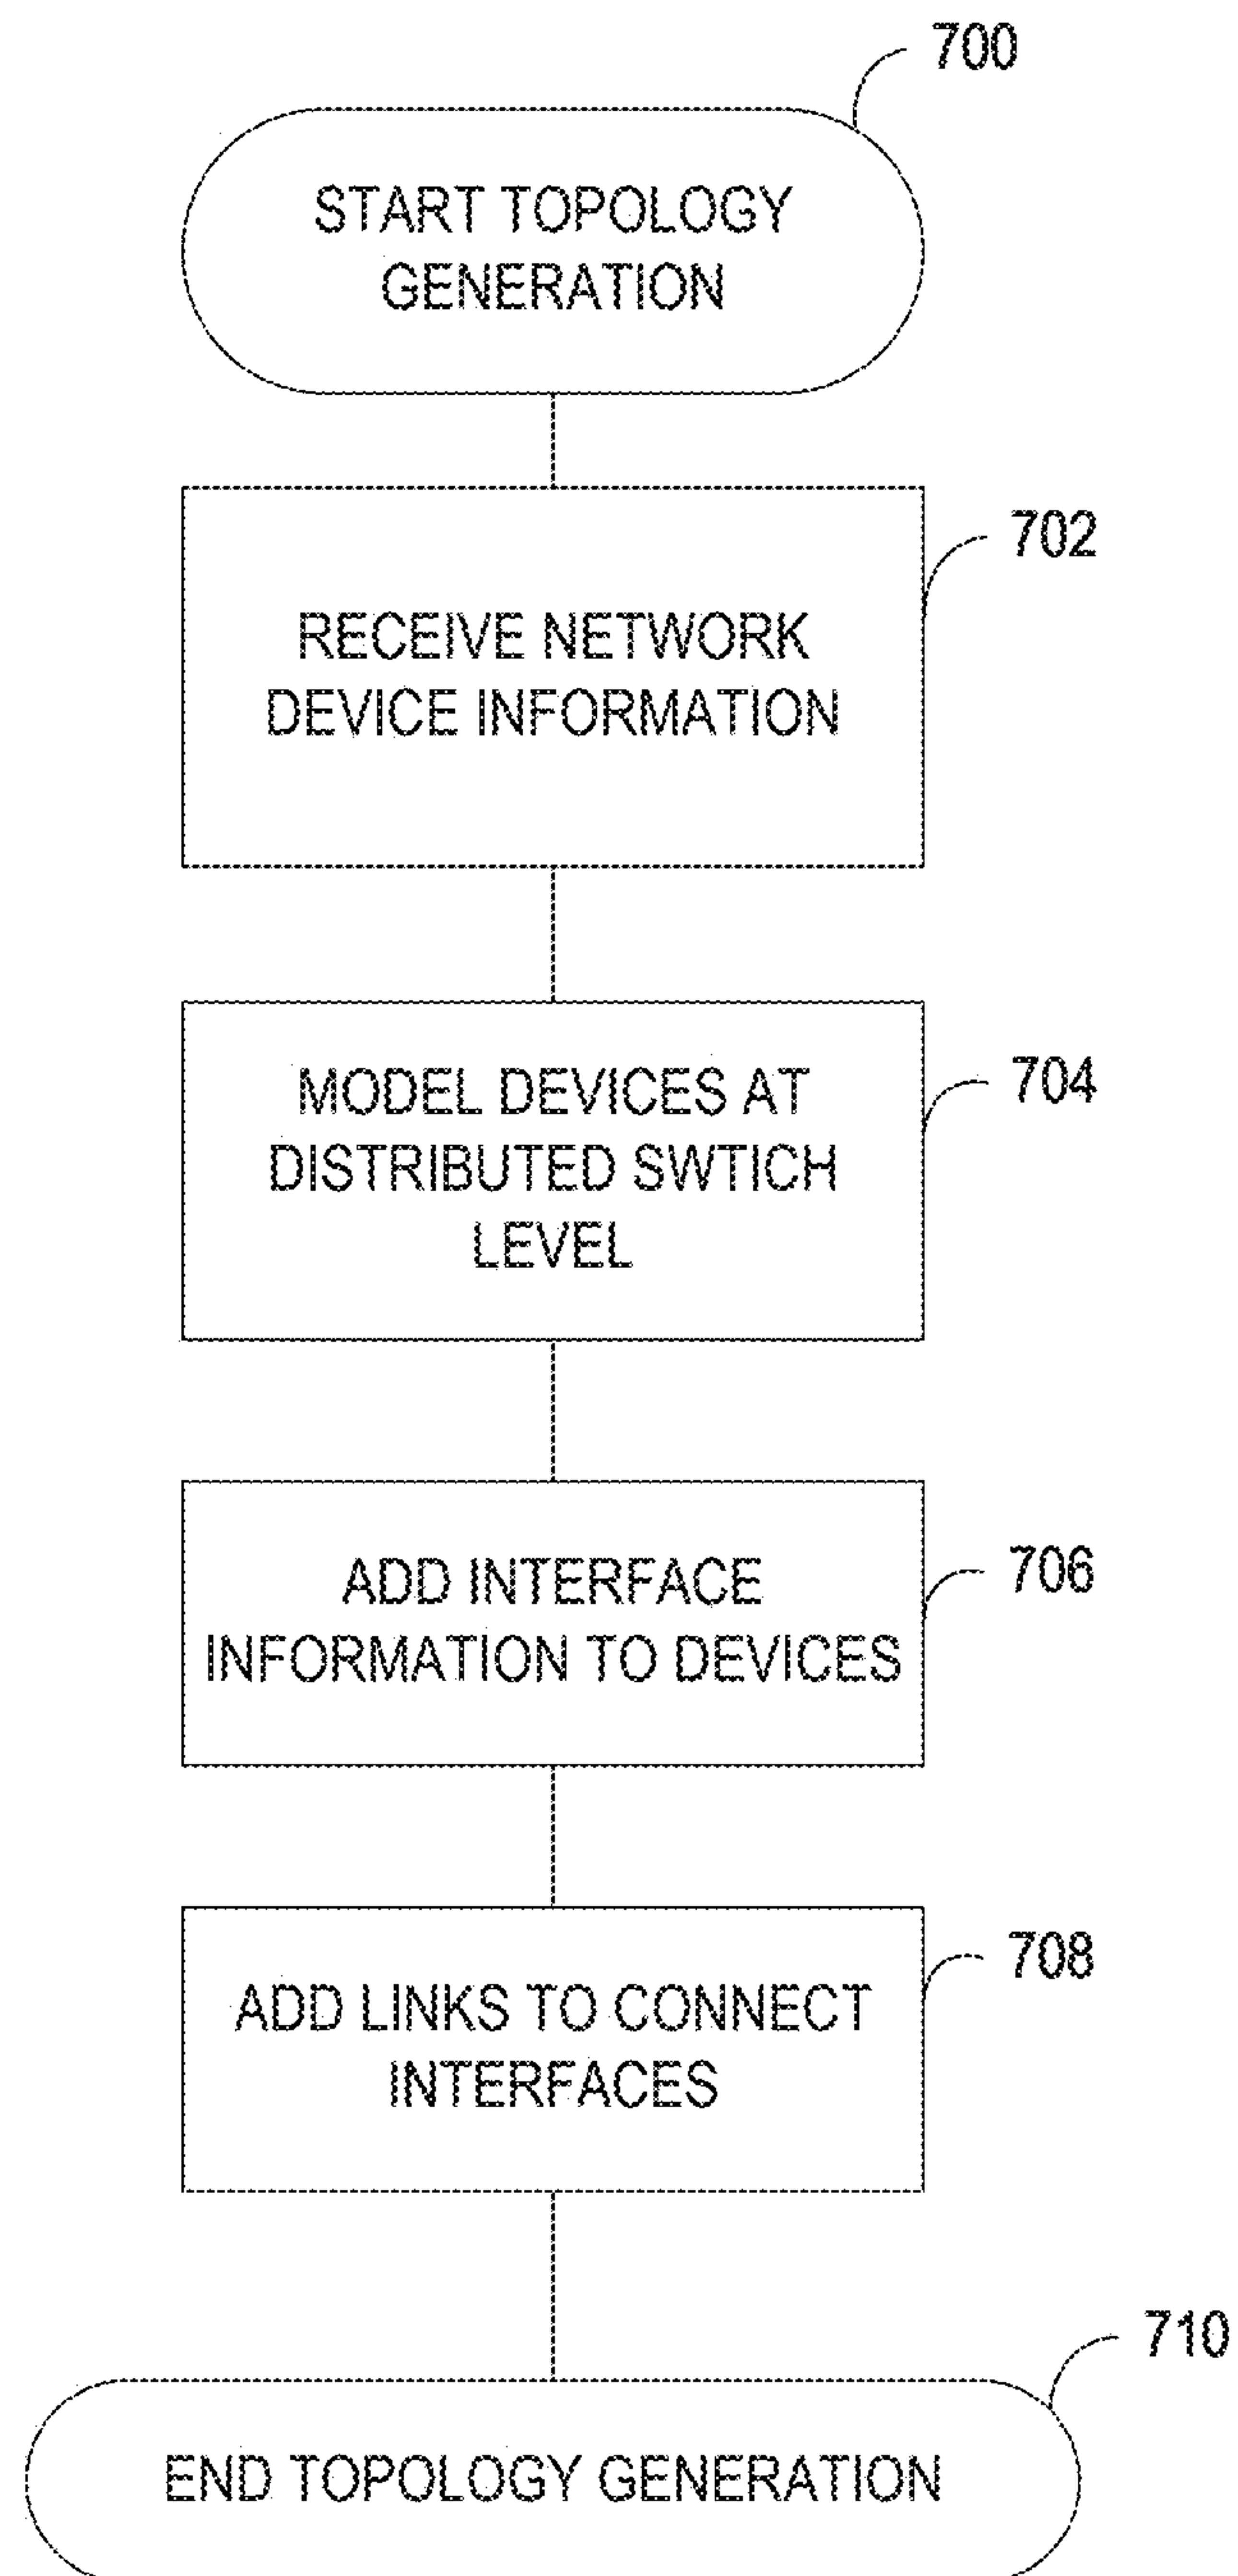 700
START TOPOLOGY
GENERATION
702
RECEIVE NETWORK
DEVICE INFORMATION
704
MODEL DEVICES AT
DISTRIBUTED SWTICH
LEVEL
706
ADD INTERFACE
INFORMATION TO DEVICES
708
ADD LINKS TO CONNECT
INTERFACES
710
END TOPOLOGY GENERATION